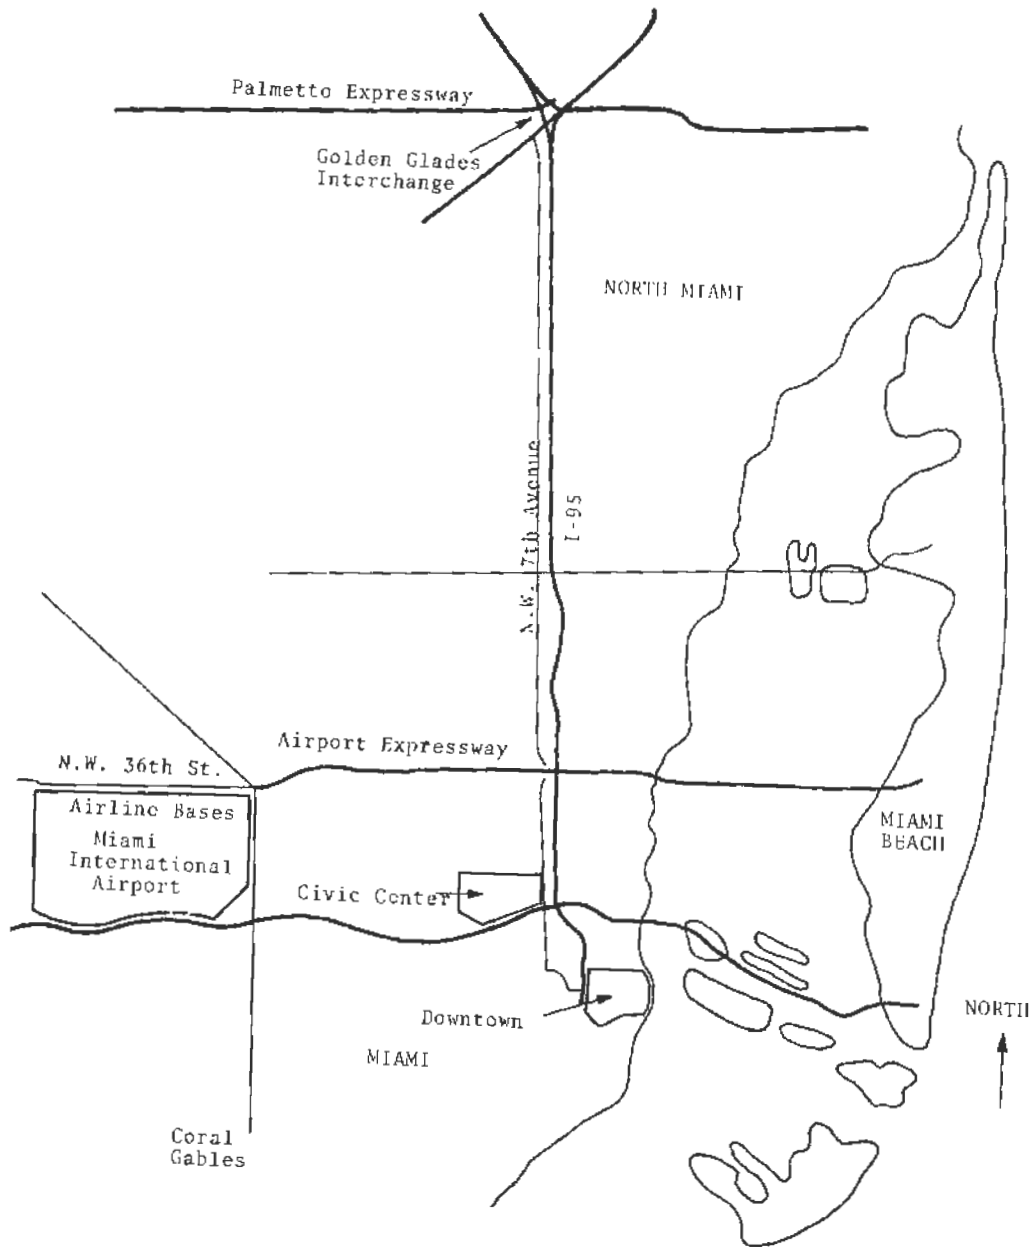 Palmetto Expressway
Golden Glades
Interchange
NORTH MIAMI
N.W. 7th Avenue
I-95
Airport Expressway
N.W. 36th St.
Airline Bases
Miami
International
Airport
MIAMI
BEACH
Civic Center
NORTH
Downtown
MIAMI
Coral
Gables